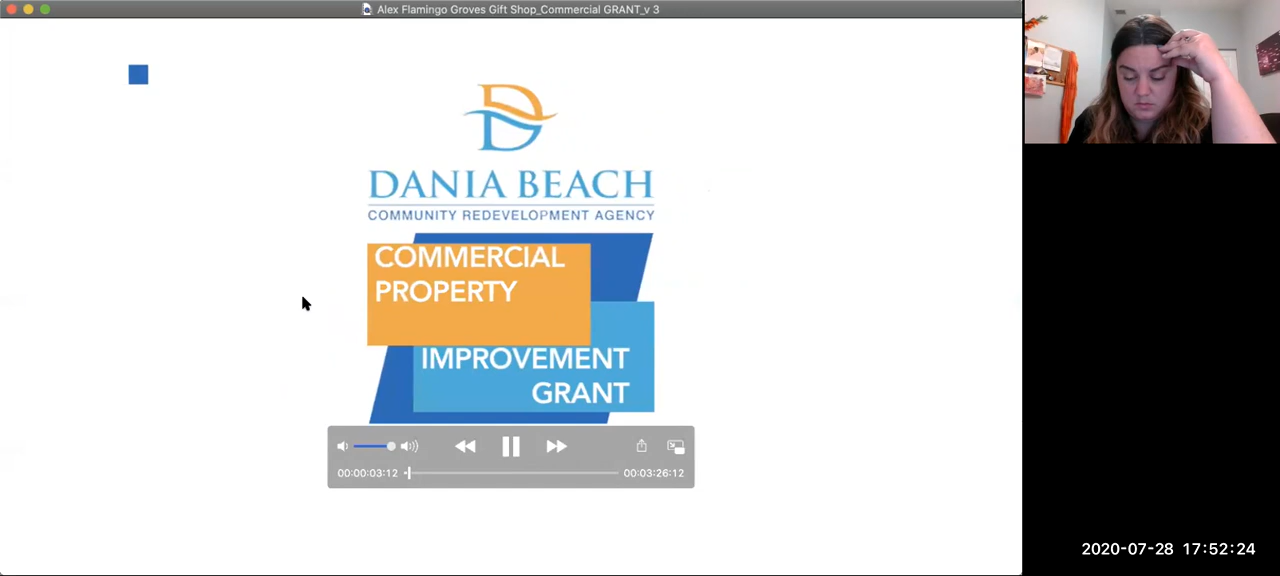 Alex Flamingo Groves Gift Shop_Commercial GRANT_v 3
DANIA BEACH
COMMUNITY REDEVELOPMENT AGENCY
COMMERCIAL
PROPERTY
IMPROVEMENT
GRANT
00:00:03:12
00:03:26:12
2020-07-28 17:52:24